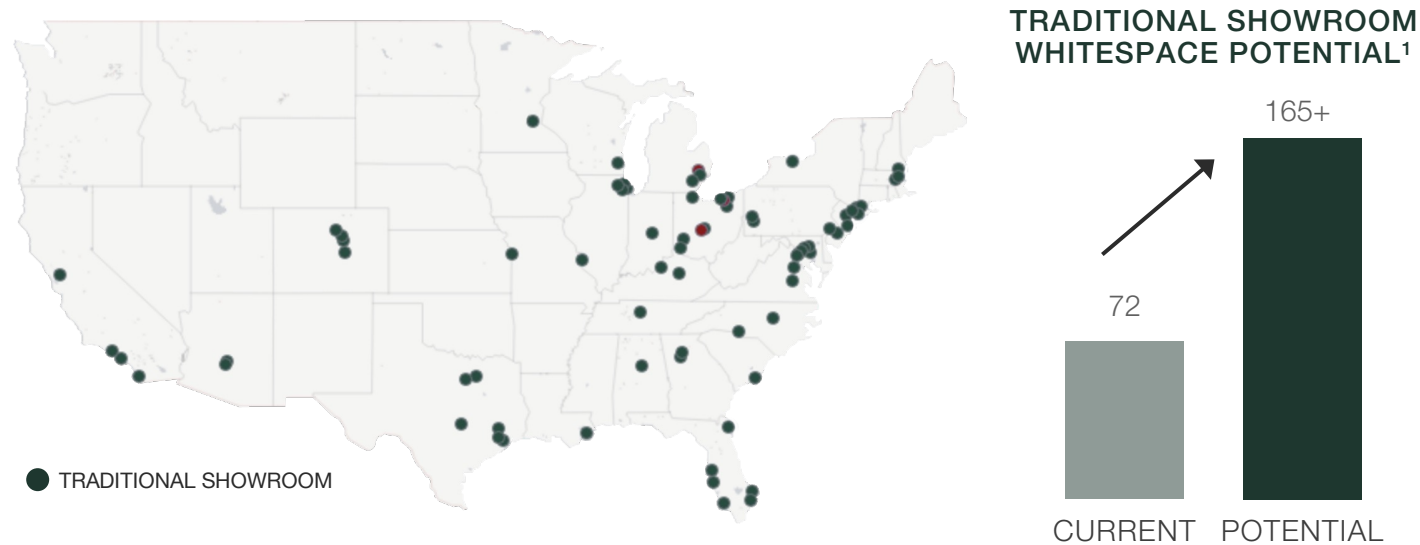 TRADITIONAL SHOWROOM
WHITESPACE POTENTIAL¹
165+
72
TRADITIONAL SHOWROOM
CURRENT POTENTIAL